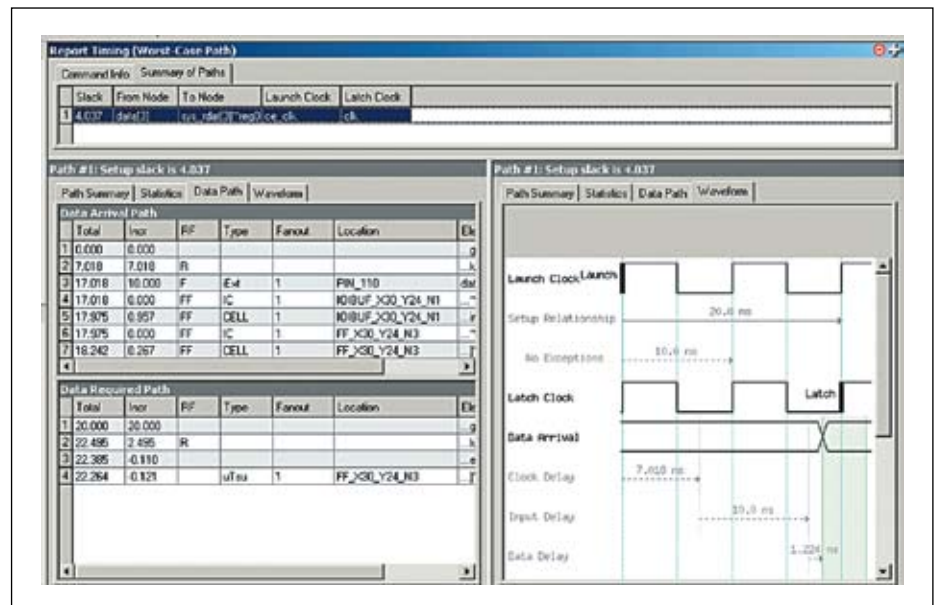 Report Timing (Worst-Case Path)
Command Info Summary of Paths
Slack From Node To Node Launch Clock Latch Clock
1 4.037 data[3] ce_clk clk
Path #1: Setup slack is 4.037
Path Summary Statistics Data Path Waveform
Data Arrival Path
Total Incr RF Type Fanout Location Ele
1 0.000 0.000
2 7.018 7.018 R
3 17.018 10.000 F Ext 1 PIN_110 dat
4 17.018 0.000 FF IC 1 IOIBUF_X30_Y24_N1
5 17.975 0.957 FF CELL 1 IOIBUF_X30_Y24_N1
6 17.975 0.000 FF IC 1 FF_X30_Y24_N3
7 18.242 0.267 FF CELL 1 FF_X30_Y24_N3
Data Required Path
Total Incr RF Type Fanout Location Ele
1 20.000 20.000
2 22.495 2.495 R
3 22.385 -0.110
4 22.264 -0.121 uTsu 1 FF_X30_Y24_N3
Path #1: Setup slack is 4.037
Path Summary Statistics Data Path Waveform
Launch Clock Launch
Setup Relationship 20.0 ns
No Exceptions 10.0 ns
Latch Clock Latch
Data Arrival
Clock Delay 7.018 ns
Input Delay 10.0 ns
Data Delay 1.224 ns